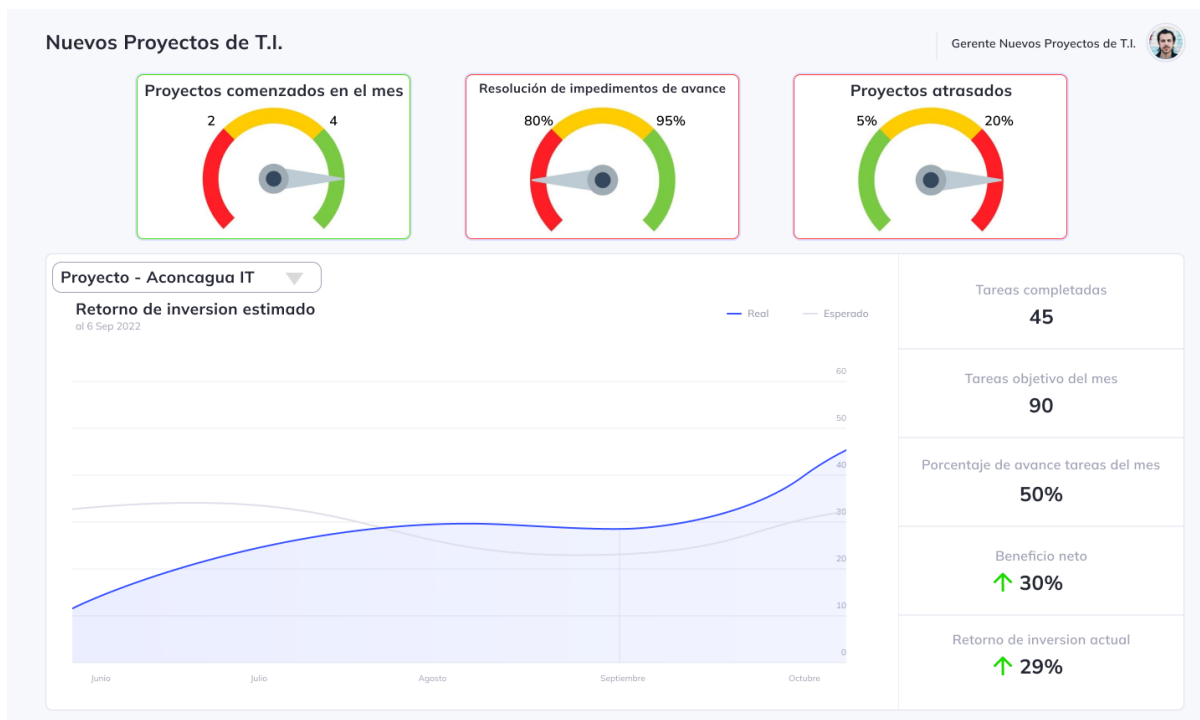 Nuevos Proyectos de T.I.
Gerente Nuevos Proyectos de T.I.
Proyectos comenzados en el mes
2
4
Resolución de impedimentos de avance
80%
95%
Proyectos atrasados
5%
20%
Proyecto - Aconcagua IT
Retorno de inversion estimado
al 6 Sep 2022
Real
Esperado
60
50
40
30
20
10
0
Junio
Julio
Agosto
Septiembre
Octubre
Tareas completadas
45
Tareas objetivo del mes
90
Porcentaje de avance tareas del mes
50%
Beneficio neto
30%
Retorno de inversion actual
29%